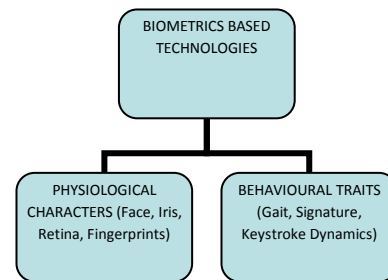 BIOMETRICS BASED
TECHNOLOGIES
PHYSIOLOGICAL
CHARACTERS (Face, Iris,
Retina, Fingerprints)
BEHAVIOURAL TRAITS
(Gait, Signature,
Keystroke Dynamics)